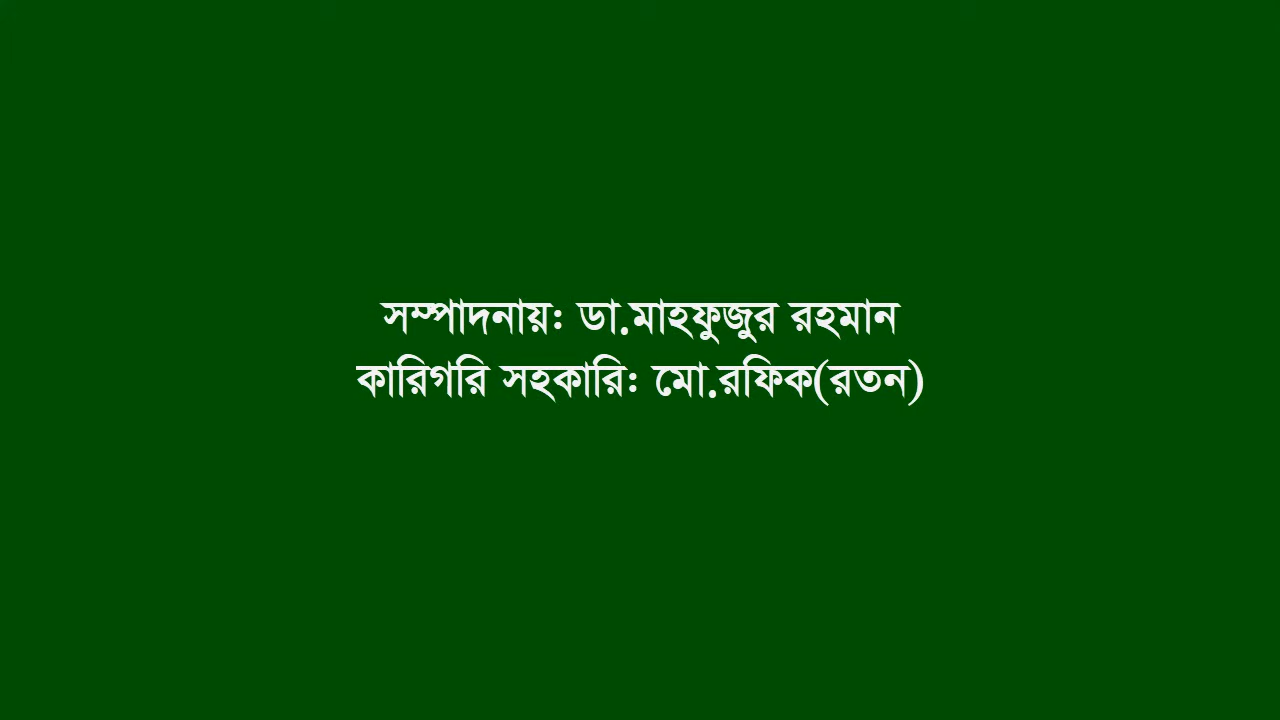 সম্পাদনায়ঃ ডা.মাহফুজুর রহমান
কারিগরি সহকারিঃ মো.রফিক(রতন)